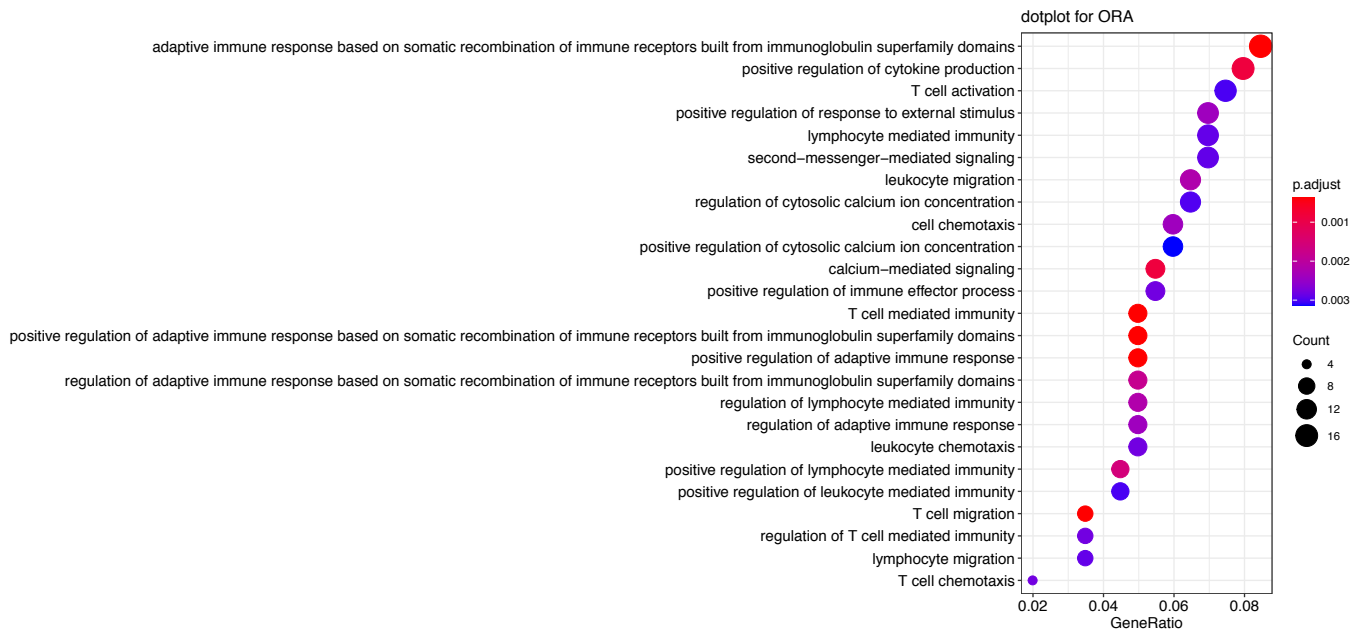 dotplot for ORA
adaptive immune response based on somatic recombination of immune receptors built from immunoglobulin superfamily domains
positive regulation of cytokine production
T cell activation
positive regulation of response to external stimulus
lymphocyte mediated immunity
second−messenger−mediated signaling
leukocyte migration
regulation of cytosolic calcium ion concentration
cell chemotaxis
positive regulation of cytosolic calcium ion concentration
calcium−mediated signaling
positive regulation of immune effector process
T cell mediated immunity
positive regulation of adaptive immune response based on somatic recombination of immune receptors built from immunoglobulin superfamily domains
positive regulation of adaptive immune response
regulation of adaptive immune response based on somatic recombination of immune receptors built from immunoglobulin superfamily domains
regulation of lymphocyte mediated immunity
regulation of adaptive immune response
leukocyte chemotaxis
positive regulation of lymphocyte mediated immunity
positive regulation of leukocyte mediated immunity
T cell migration
regulation of T cell mediated immunity
lymphocyte migration
T cell chemotaxis
0.02 0.04 0.06 0.08
GeneRatio
p.adjust
0.001
0.002
0.003
Count
4
8
12
16